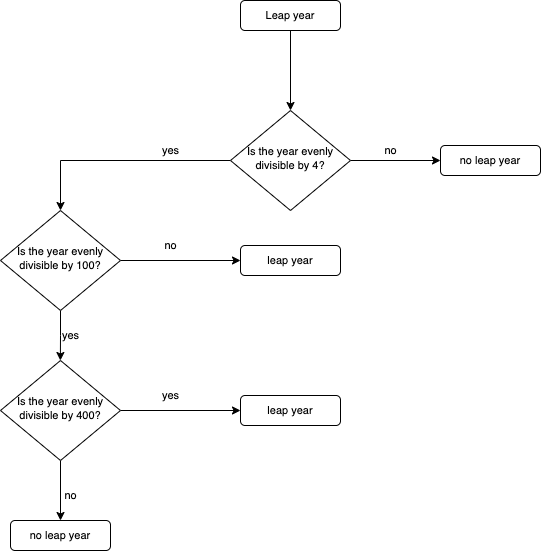 Leap year
Is the year evenly
divisible by 4?
yes
no
no leap year
Is the year evenly
divisible by 100?
no
leap year
yes
Is the year evenly
divisible by 400?
yes
leap year
no
no leap year